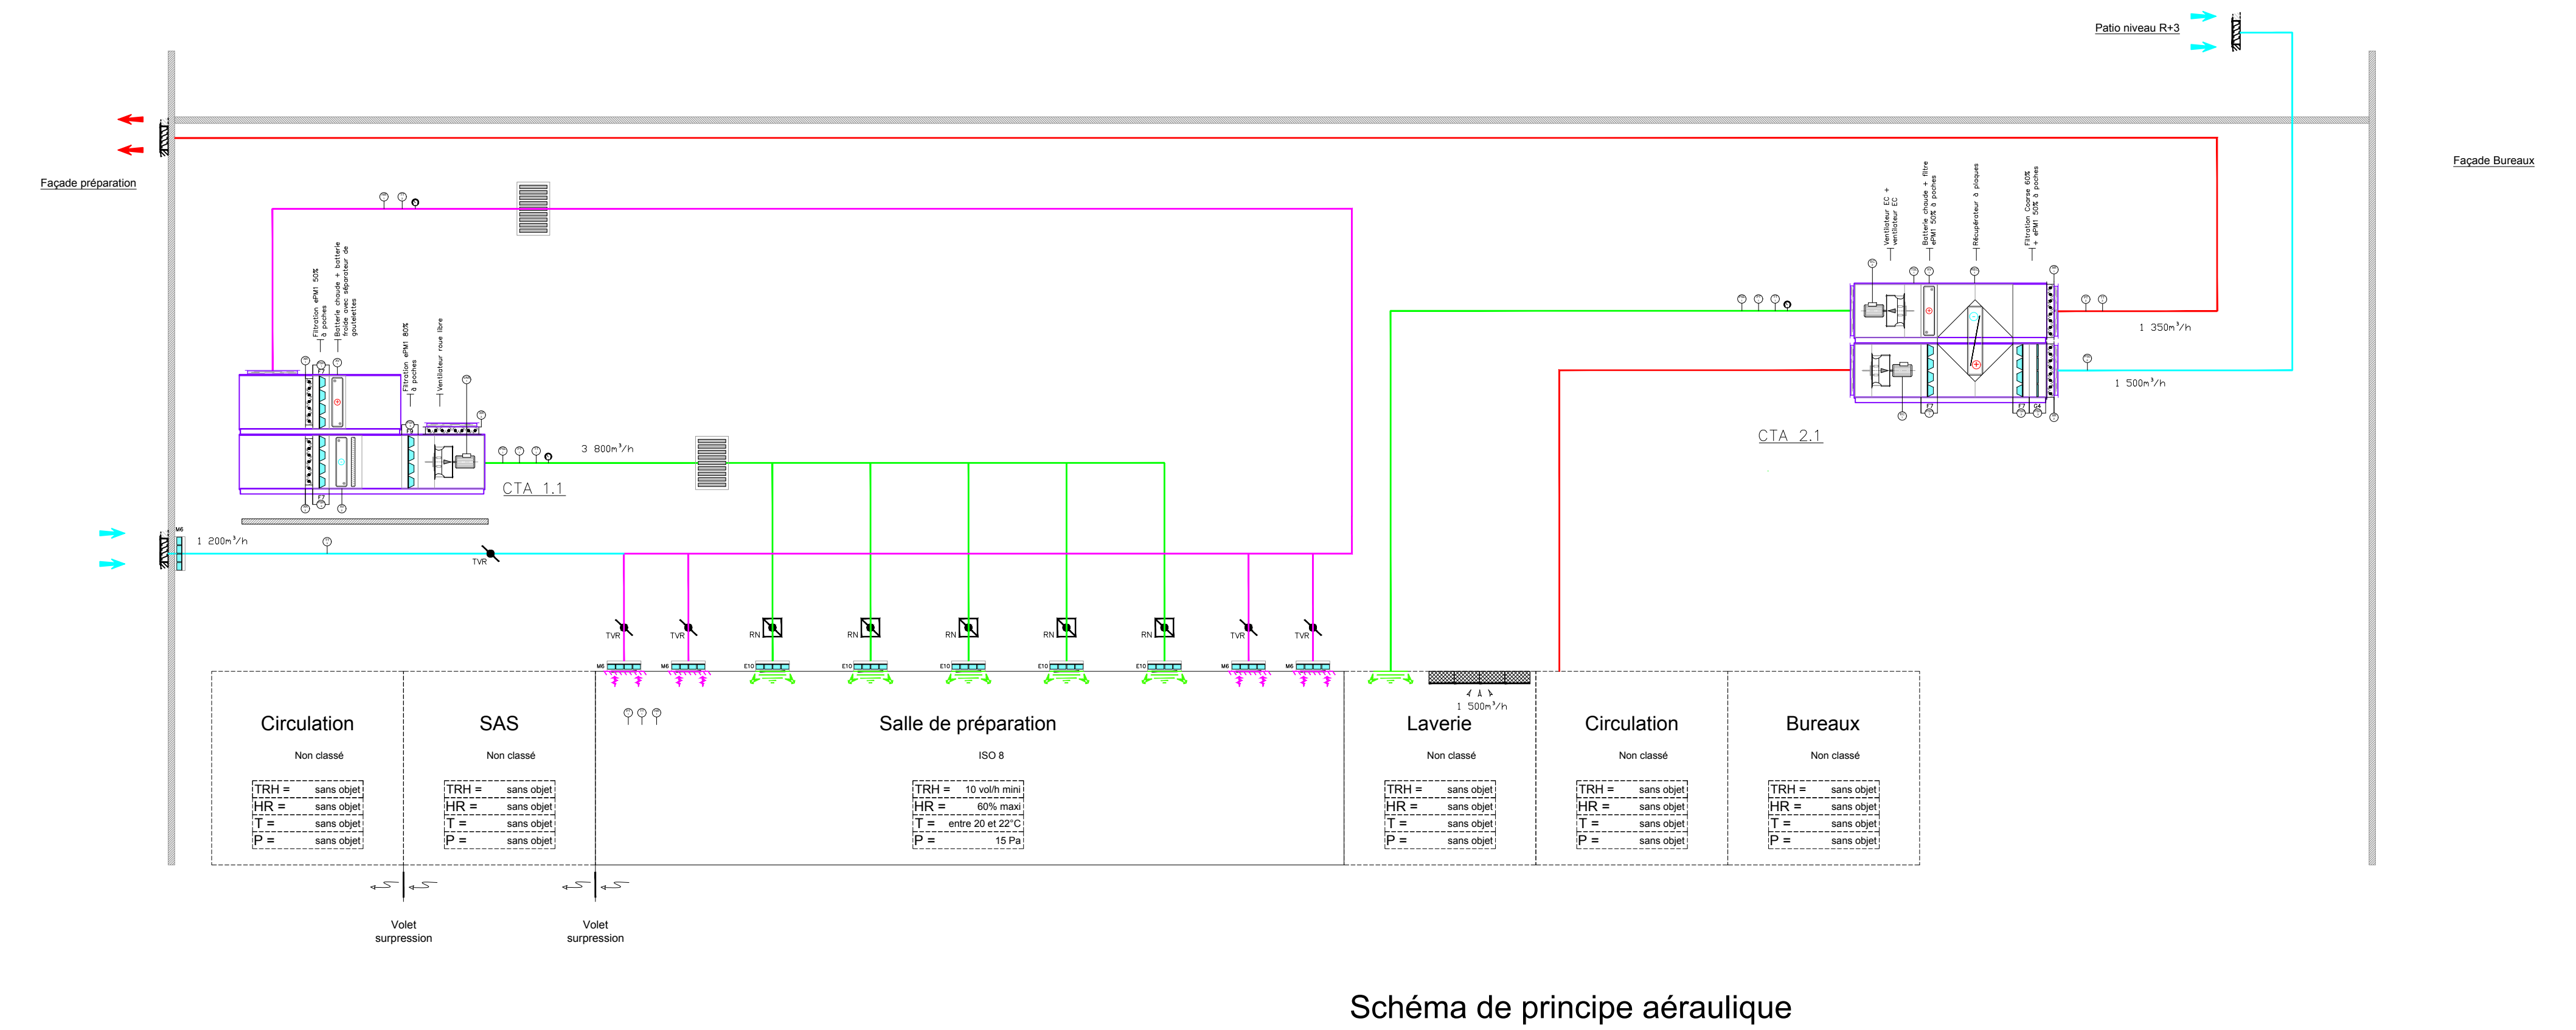 Patio niveau R+3
Façade préparation
Façade Bureaux
Ventilateur EC +
ventilateur EC
Batterie chaude + filtre
ePM1 50% à poches
Récupérateur à plaques
Filtration Coarse 60%
+ ePM1 50% à poches
Filtration ePM1 50%
à poches
Batterie chaude + batterie
froide avec séparateur de
goutelettes
Filtration ePM1 80%
à poches
Ventilateur roue libre
1 350m³/h
1 500m³/h
F7
F7
G4
CTA 2.1
F7
F9
F7
3 800m³/h
CTA 1.1
M6
1 200m³/h
TVR
TVR
TVR
RN
RN
RN
RN
RN
TVR
TVR
M6
M6
E10
E10
E10
E10
E10
M6
M6
1 500m³/h
Circulation
Non classé
TRH = sans objet
HR = sans objet
T = sans objet
P = sans objet
SAS
Non classé
TRH = sans objet
HR = sans objet
T = sans objet
P = sans objet
Salle de préparation
ISO 8
TRH = 10 vol/h mini
HR = 60% maxi
T = entre 20 et 22°C
P = 15 Pa
Laverie
Non classé
TRH = sans objet
HR = sans objet
T = sans objet
P = sans objet
Circulation
Non classé
TRH = sans objet
HR = sans objet
T = sans objet
P = sans objet
Bureaux
Non classé
TRH = sans objet
HR = sans objet
T = sans objet
P = sans objet
Volet
surpression
Volet
surpression
Schéma de principe aéraulique